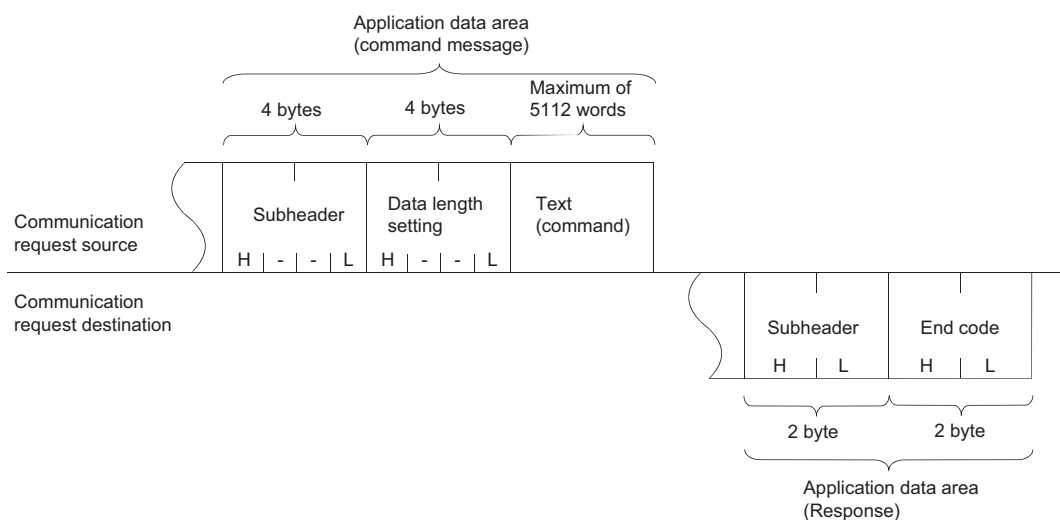 Application data area
(command message)
4 bytes
4 bytes
Maximum of
5112 words
Communication
request source
Subheader
Data length
setting
Text
(command)
H - - L H - - L
Communication
request destination
Subheader
End code
H L H L
2 byte
2 byte
Application data area
(Response)